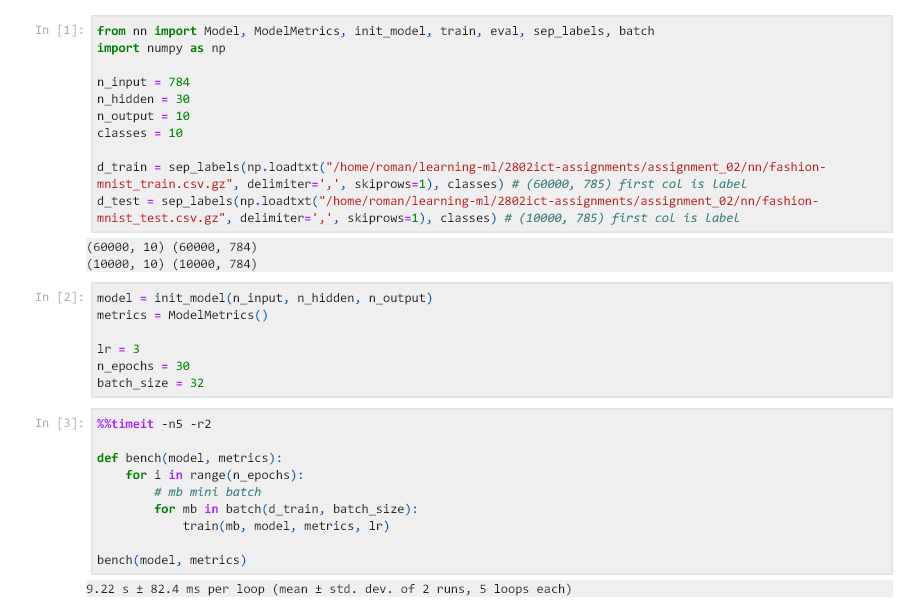 In [1]: from nn import Model, ModelMetrics, init_model, train, eval, sep_labels, batch
import numpy as np
n_input = 784
n_hidden = 30
n_output = 10
classes = 10
d_train = sep_labels(np.loadtxt("/home/roman/learning-ml/2802ict-assignments/assignment_02/nn/fashion-
mnist_train.csv.gz", delimiter=',', skiprows=1), classes) # (60000, 785) first col is label
d_test = sep_labels(np.loadtxt("/home/roman/learning-ml/2802ict-assignments/assignment_02/nn/fashion-
mnist_test.csv.gz", delimiter=',', skiprows=1), classes) # (10000, 785) first col is label
(60000, 10) (60000, 784)
(10000, 10) (10000, 784)
In [2]: model = init_model(n_input, n_hidden, n_output)
metrics = ModelMetrics()
lr = 3
n_epochs = 30
batch_size = 32
In [3]: %%timeit -n5 -r2
def bench(model, metrics):
for i in range(n_epochs):
# mb mini batch
for mb in batch(d_train, batch_size):
train(mb, model, metrics, lr)
bench(model, metrics)
9.22 s ± 82.4 ms per loop (mean ± std. dev. of 2 runs, 5 loops each)